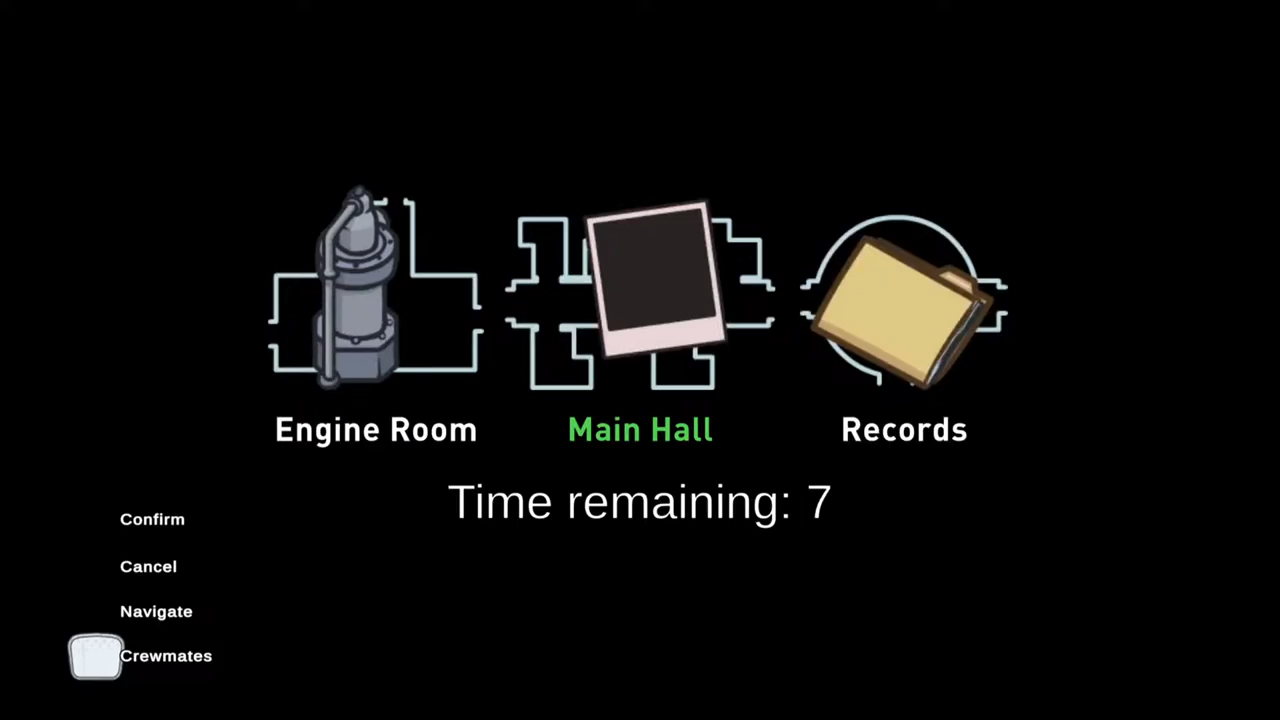 Engine Room
Main Hall
Records
Time remaining: 7
Confirm
Cancel
Navigate
Crewmates